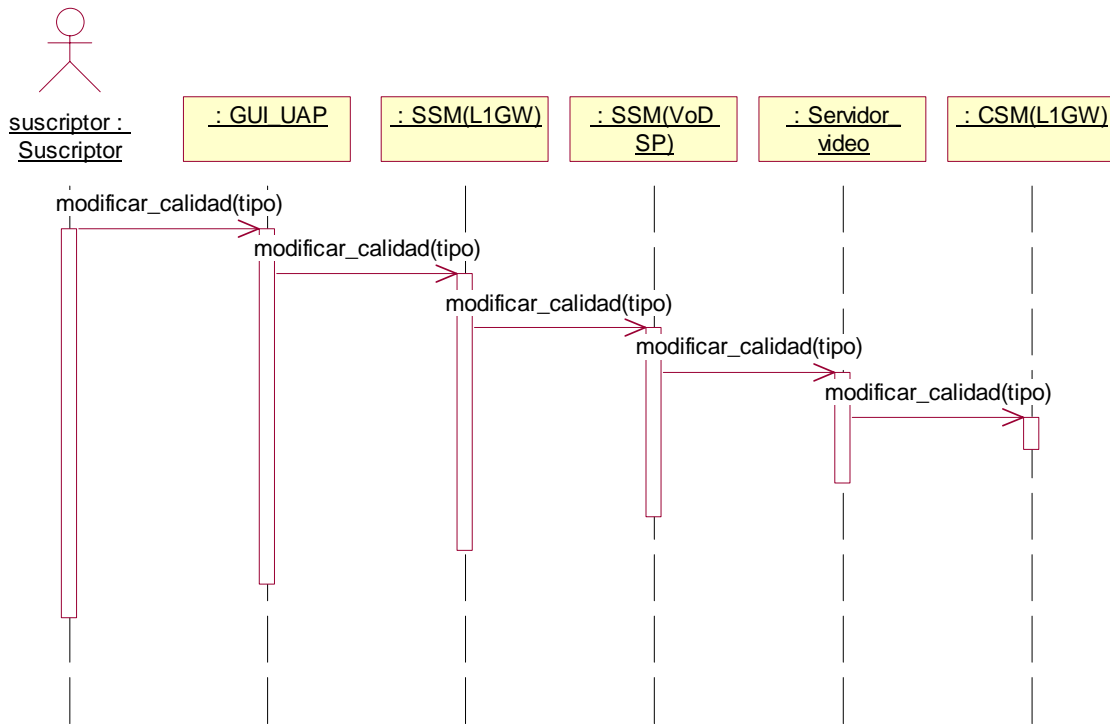 suscriptor :
Suscriptor
: GUI_UAP
: SSM(L1GW)
: SSM(VoD
SP)
: Servidor_
video
: CSM(L1GW)
modificar_calidad(tipo)
modificar_calidad(tipo)
modificar_calidad(tipo)
modificar_calidad(tipo)
modificar_calidad(tipo)